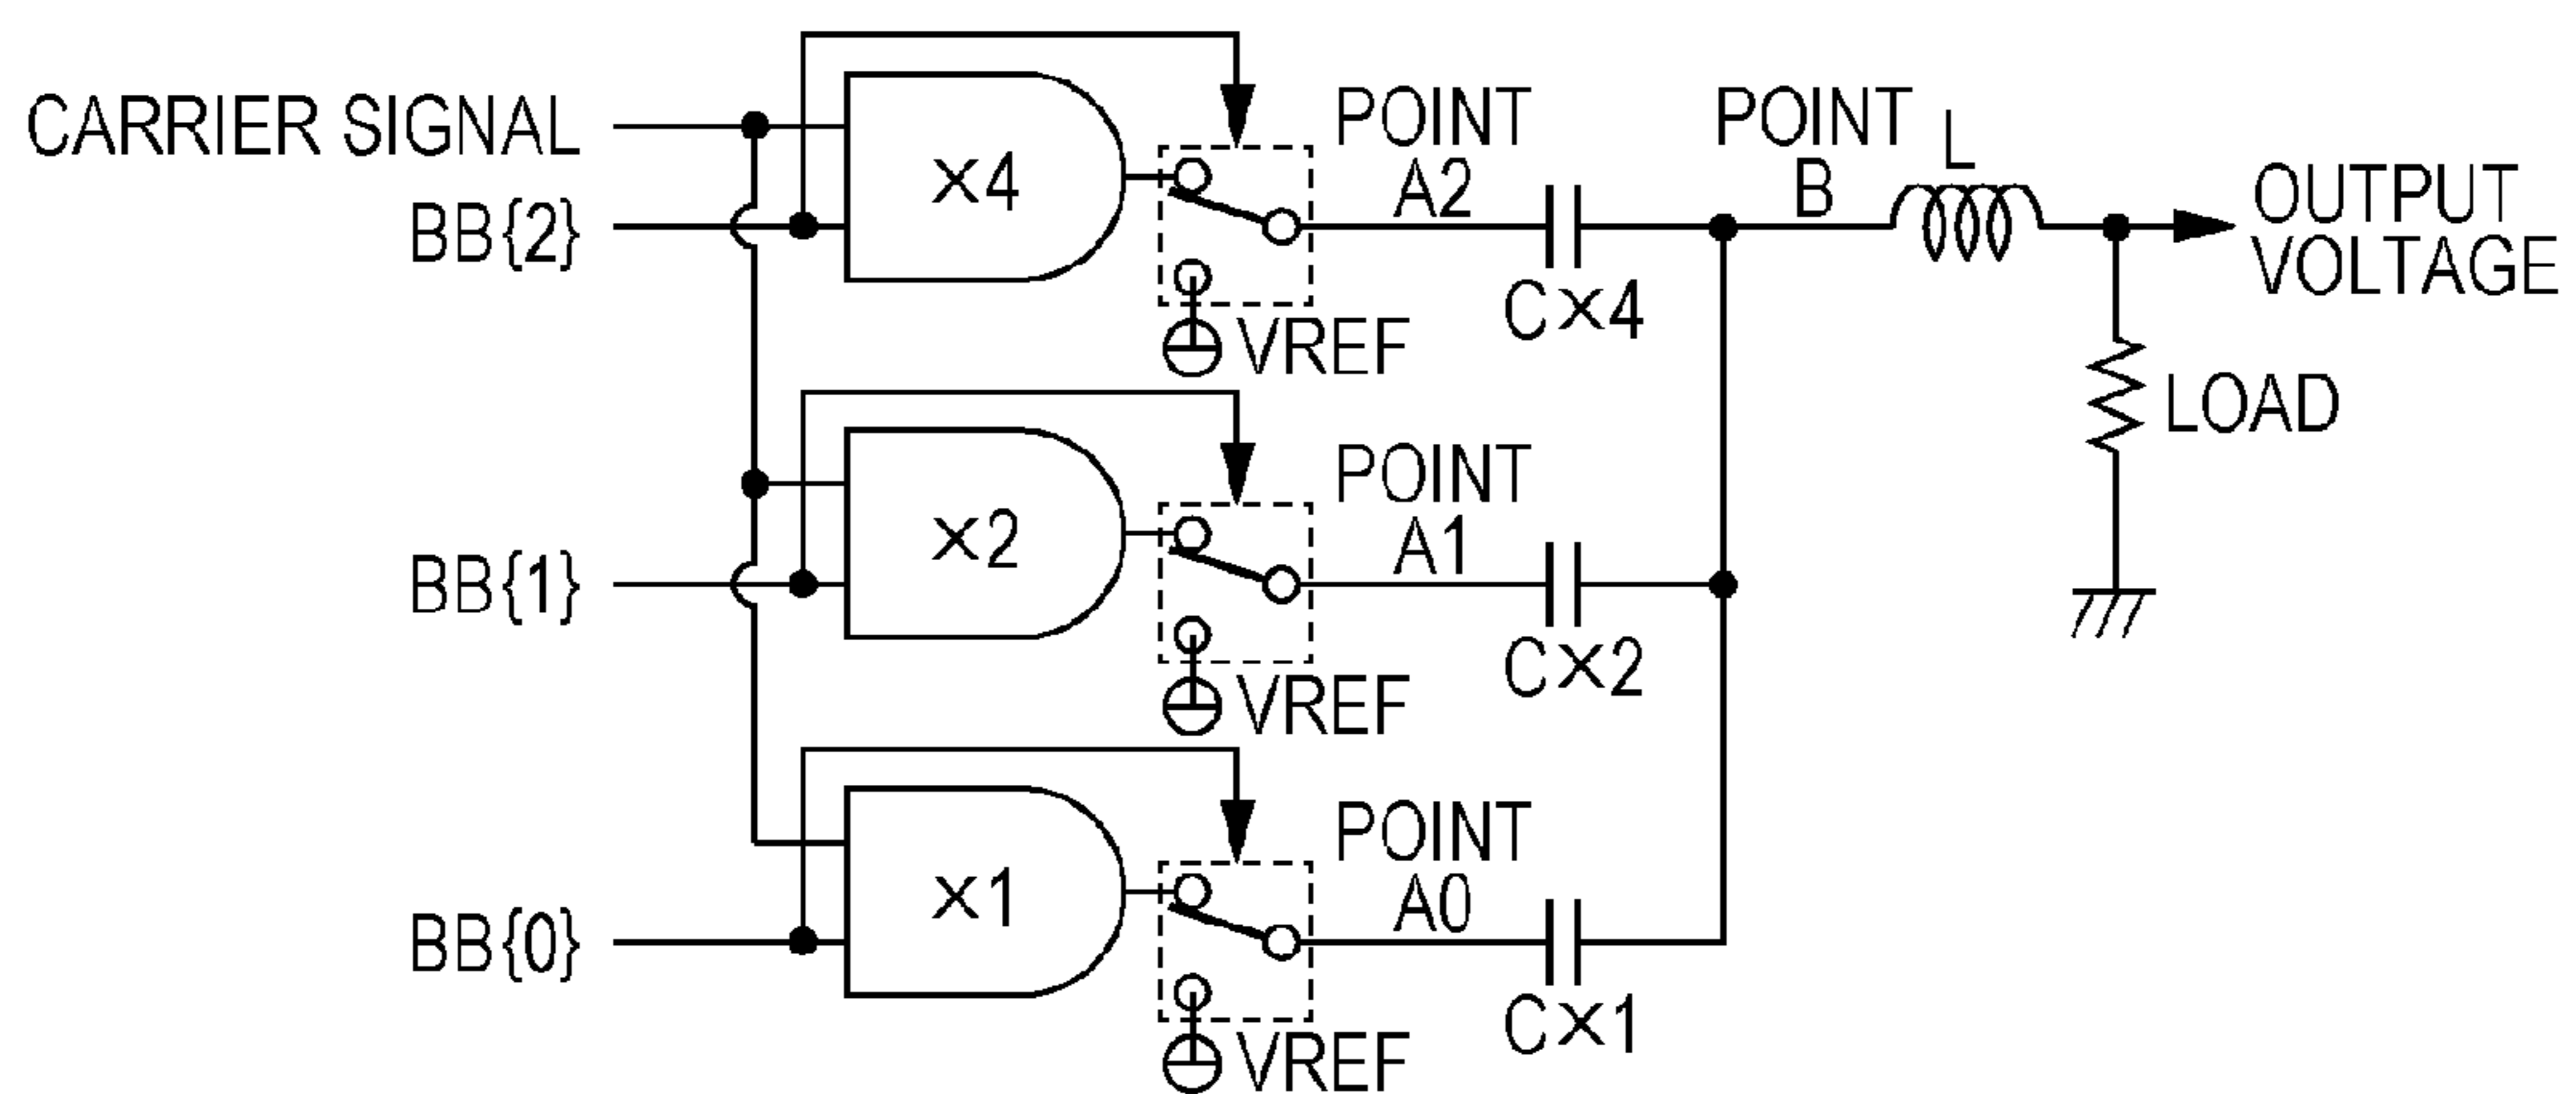 CARRIER SIGNAL
BB{2}
×4
POINT
A2
C×4
VREF
POINT
B
L
OUTPUT
VOLTAGE
LOAD
BB{1}
×2
POINT
A1
C×2
VREF
BB{0}
×1
POINT
A0
C×1
VREF